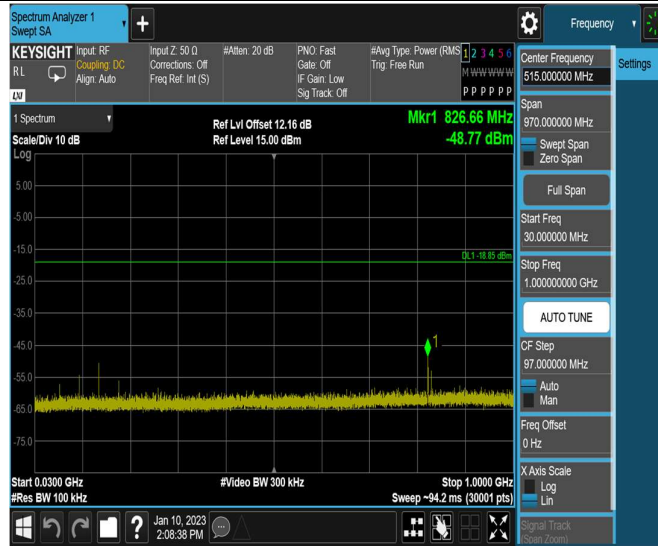 Spectrum Analyzer 1
Swept SA
+
Frequency
KEYSIGHT
RL
LXI
Input: RF
Coupling: DC
Align: Auto
Input Z: 50 Ω
Corrections: Off
Freq Ref: Int (S)
#Atten: 20 dB
PNO: Fast
Gate: Off
IF Gain: Low
Sig Track: Off
#Avg Type: Power (RMS
Trig: Free Run
1 2 3 4 5 6
M W W W W W
P P P P P P
Center Frequency
515.000000 MHz
Settings
1 Spectrum
Scale/Div 10 dB
Log
Ref Lvl Offset 12.16 dB
Ref Level 15.00 dBm
Mkr1 826.66 MHz
-48.77 dBm
5.00
-5.00
-15.0
-25.0
-35.0
-45.0
-55.0
-65.0
-75.0
DL1 -18.85 dBm
1
Start 0.0300 GHz
#Res BW 100 kHz
#Video BW 300 kHz
Stop 1.0000 GHz
Sweep ~94.2 ms (30001 pts)
Span
970.000000 MHz
Swept Span
Zero Span
Full Span
Start Freq
30.000000 MHz
Stop Freq
1.000000000 GHz
AUTO TUNE
CF Step
97.000000 MHz
Auto
Man
Freq Offset
0 Hz
X Axis Scale
Log
Lin
Signal Track
(Span Zoom)
?
Jan 10, 2023
2:08:38 PM